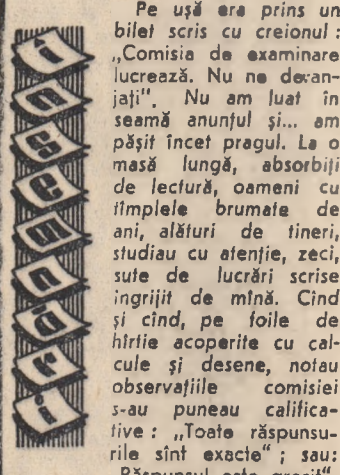 însemnări
Pe ușă era prins un
bilet scris cu creionul :
„Comisia de examinare
lucrează. Nu ne deran-
jați”. Nu am luat în
seamă anunțul și... am
pășit încet pragul. La o
masă lungă, absorbiți
de lectură, oameni cu
tîmplele brumate de
ani, alături de tineri,
studiau cu atenție, zeci,
sute de lucrări scrise
îngrijit de mînă. Cînd
și cînd, pe foile de
hîrtie acoperite cu cal-
cule și desene, notau
observațiile comisiei
s-au puneau califica-
tive : „Toate răspunsu-
rile sînt exacte” ; sau:
„Răspunsul este greșit”